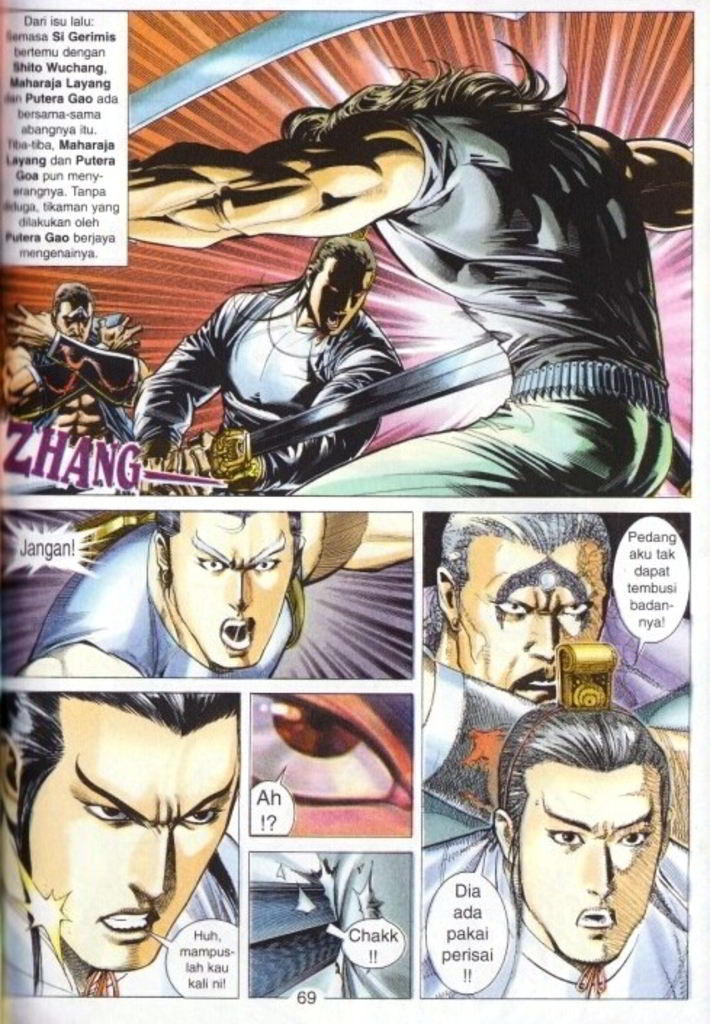 Dari isu lalu:
Semasa Si Gerimis
bertemu dengan
Shito Wuchang,
Maharaja Layang
dan Putera Gao ada
bersama-sama
abangnya itu.
Tiba-tiba, Maharaja
Layang dan Putera
Goa pun meny-
erangnya. Tanpa
diduga, tikaman yang
dilakukan oleh
Putera Gao berjaya
mengenainya.
ZHANG
Jangan!
Pedang
aku tak
dapat
tembusi
badan-
nya!
Ah
!?
Huh,
mampus-
lah kau
kali ni!
Chakk
!!
Dia
ada
pakai
perisai
!!
69